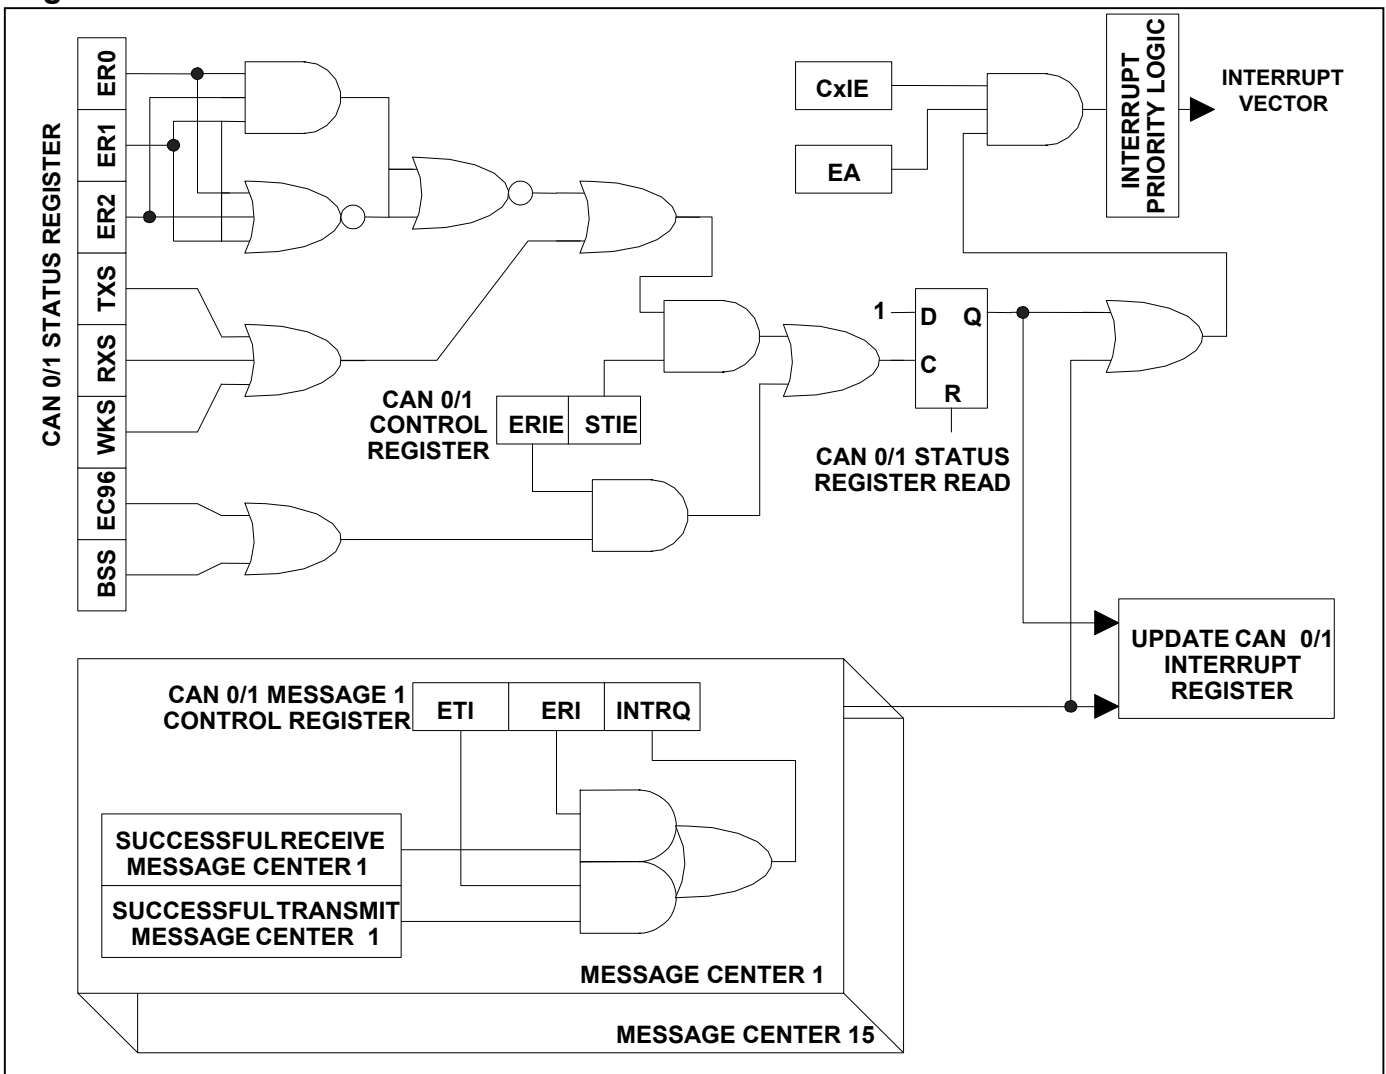 CAN 0/1 STATUS REGISTER
ER0
ER1
ER2
TXS
RXS
WKS
EC96
BSS
CxIE
EA
INTERRUPT
PRIORITY LOGIC
INTERRUPT
VECTOR
CAN 0/1
CONTROL
REGISTER
ERIE
STIE
1
D
Q
C
R
CAN 0/1 STATUS
REGISTER READ
UPDATE CAN 0/1
INTERRUPT
REGISTER
CAN 0/1 MESSAGE 1
CONTROL REGISTER
ETI
ERI
INTRQ
SUCCESSFUL RECEIVE
MESSAGE CENTER 1
SUCCESSFUL TRANSMIT
MESSAGE CENTER 1
MESSAGE CENTER 1
MESSAGE CENTER 15